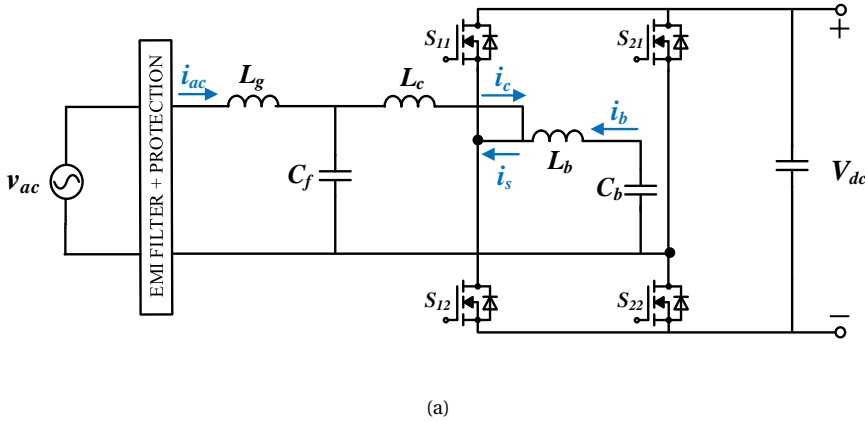 S11
S21
+
EMI FILTER + PROTECTION
iac
Lg
Lc
ic
ib
vac
Cf
is
Lb
Cb
Vdc
S12
S22
−
(a)